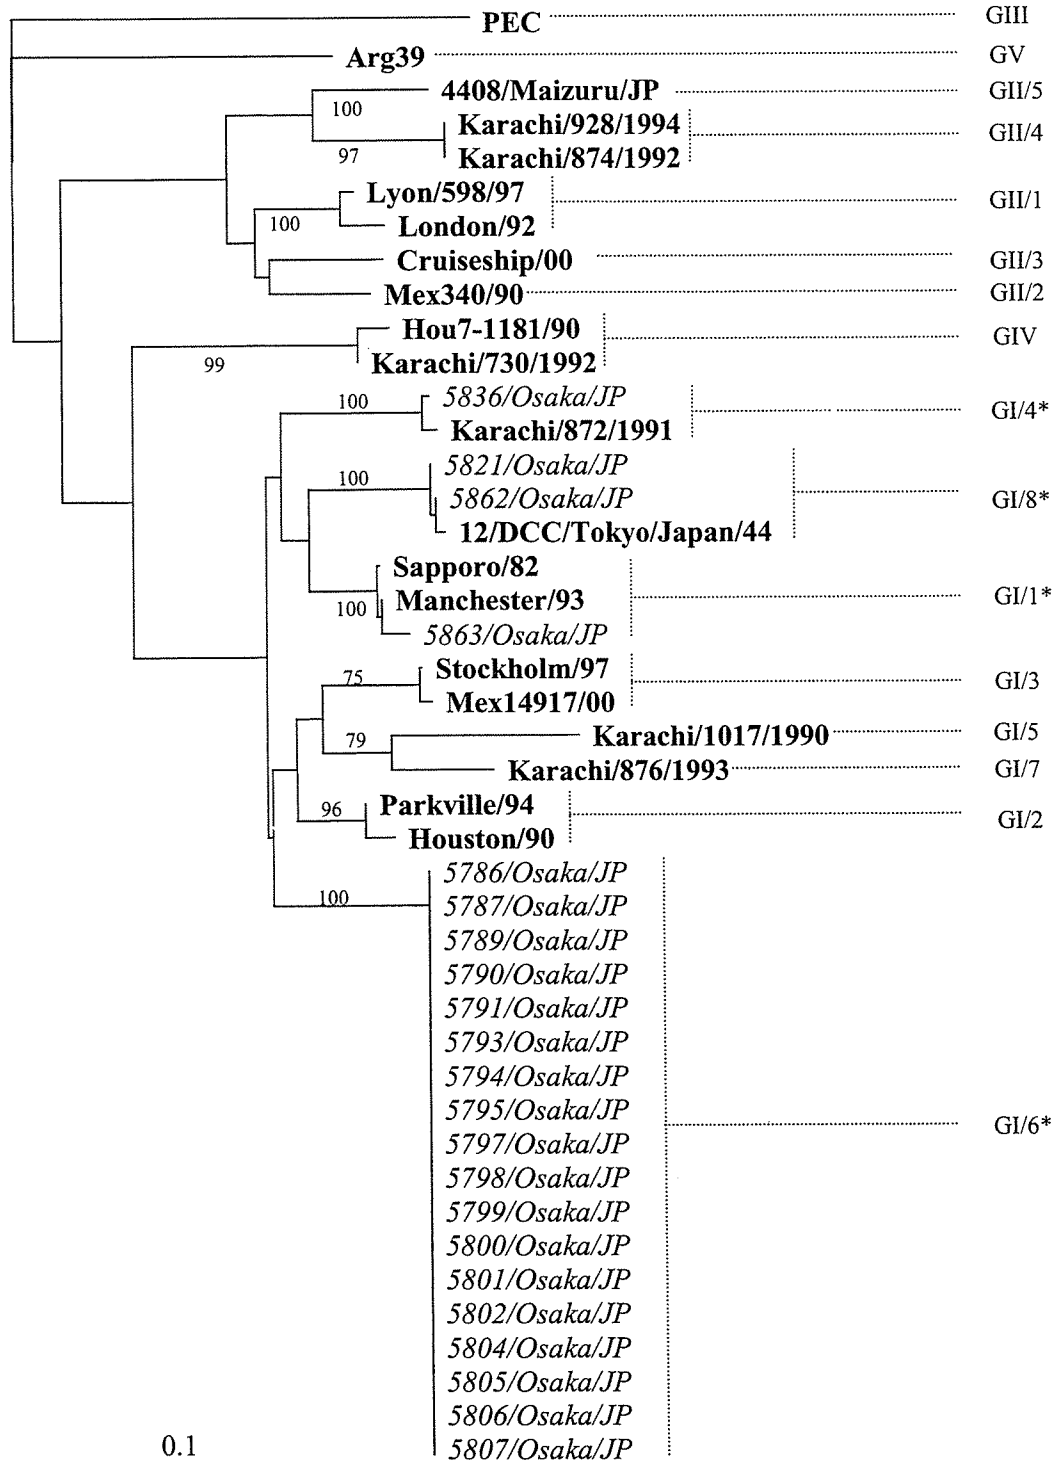 PEC GIII
Arg39 GV
4408/Maizuru/JP GII/5
100
Karachi/928/1994
GII/4
97
Karachi/874/1992
Lyon/598/97
GII/1
100
London/92
Cruiseship/00 GII/3
Mex340/90 GII/2
Hou7-1181/90
GIV
99
Karachi/730/1992
5836/Osaka/JP
100
GI/4*
Karachi/872/1991
5821/Osaka/JP
100
5862/Osaka/JP
GI/8*
12/DCC/Tokyo/Japan/44
Sapporo/82
GI/1*
100
Manchester/93
5863/Osaka/JP
Stockholm/97
75
GI/3
Mex14917/00
79
Karachi/1017/1990 GI/5
Karachi/876/1993 GI/7
96
Parkville/94
GI/2
Houston/90
5786/Osaka/JP
100
5787/Osaka/JP
5789/Osaka/JP
5790/Osaka/JP
5791/Osaka/JP
5793/Osaka/JP
5794/Osaka/JP
5795/Osaka/JP
GI/6*
5797/Osaka/JP
5798/Osaka/JP
5799/Osaka/JP
5800/Osaka/JP
5801/Osaka/JP
5802/Osaka/JP
5804/Osaka/JP
5805/Osaka/JP
5806/Osaka/JP
5807/Osaka/JP
0.1